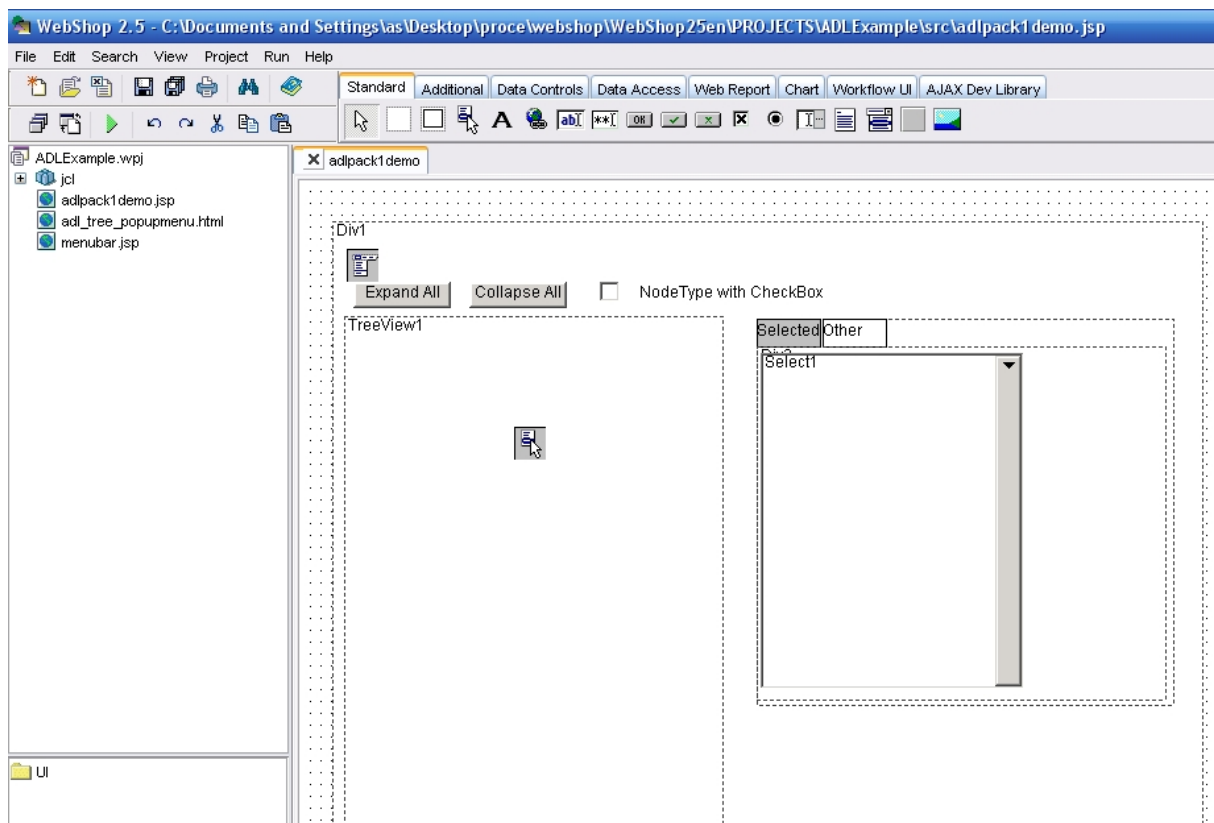 WebShop 2.5 - C:\Documents and Settings\as\Desktop\proce\webshop\WebShop25en\PROJECTS\ADLExample\src\adlpack1demo.jsp
File Edit Search View Project Run Help
Standard Additional Data Controls Data Access Web Report Chart Workflow UI AJAX Dev Library
A abI **I OK
ADLExample.wpj
jcl
adlpack1demo.jsp
adl_tree_popupmenu.html
menubar.jsp
UI
adlpack1demo
Div1
Expand All Collapse All NodeType with CheckBox
TreeView1
Selected Other
Select1